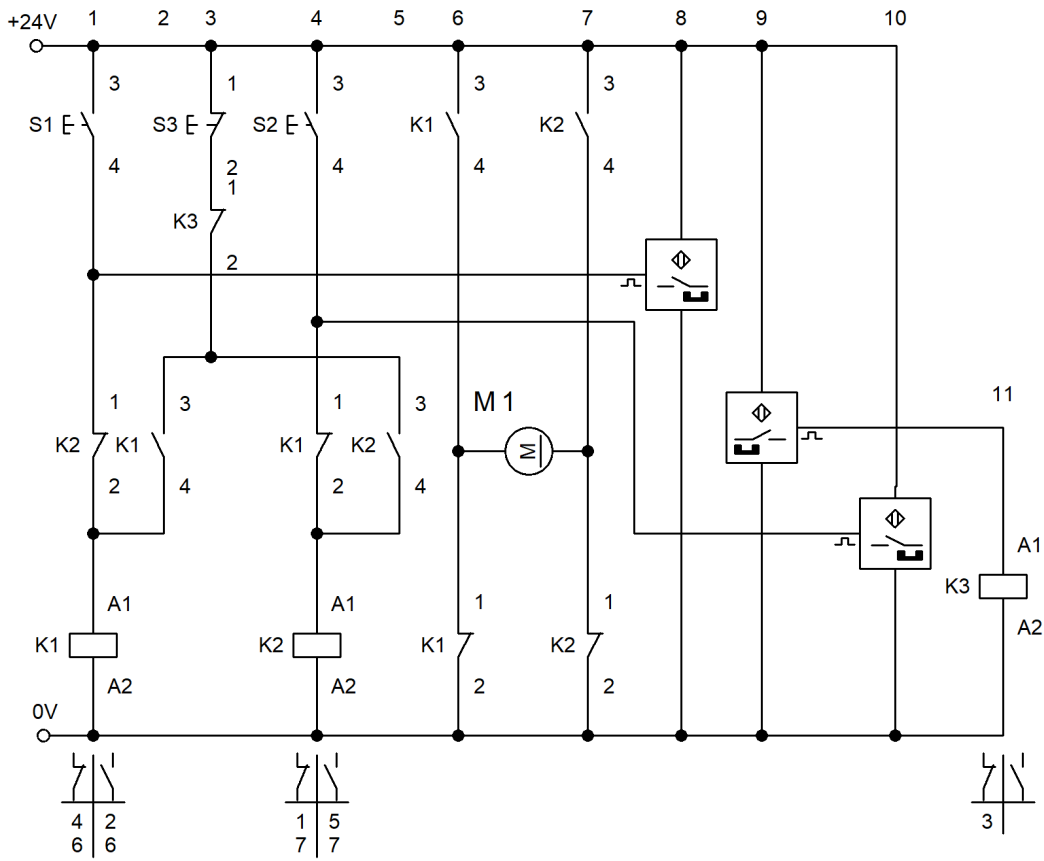 +24V 1 2 3 4 5 6 7 8 9 10
3 1 3 3 3
S1 S3 S2 K1 K2
4 2 4 4 4
1
K3
2
11
1 3 1 3 M 1
K2 K1 K1 K2 M
2 4 2 4
A1
K3
A2
A1 A1 1 1
K1 K2 K1 K2
A2 A2 2 2
0V
4 2 1 5 3
6 6 7 7